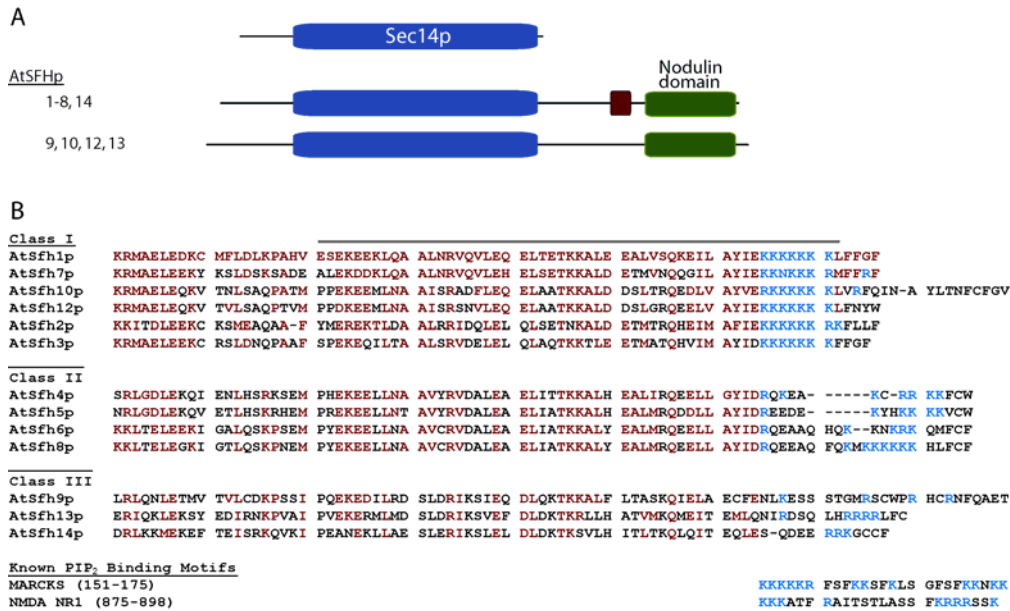 A
Sec14p
AtSFHp
Nodulin
domain
1-8, 14
9, 10, 12, 13
B
Class I
AtSfh1p KRMAELEDKC MFLDLKPAHV ESEKEEKLQA ALNRVQVLEQ ELTETKKALE EALVSQKEIL AYIEKKKKKK KLFFGF
AtSfh7p KRMAELEEKY KSLDSKSADE ALEKDDKLQA ALNRVQVLEH ELSETKKALD ETMVNQQGIL AYIEKKNKKK RMFFRF
AtSfh10p KRMAELEQKV TNLSAQPATM PPEKEEMLNA AISRADFLEQ ELAATKKALD DSLTRQEDLV AYVERKKKKK KLVRFQIN-A YLTNFCFGV
AtSfh12p KRMAELEQKV TVLSAQPTVM PPDKEEMLNA AISRSNVLEQ ELAATKKALD DSLGRQEELV AYIEKKKKKK KLFNYW
AtSfh2p KKITDLEEKC KSMEAQAA-F YMEREKTLDA ALRRIDQLEL QLSETNKALD ETMTRQHEIM AFIEKKKKKK RKFLLF
AtSfh3p KRMAELEEKC RSLDNQPAAF SPEKEQILTA ALSRVDELEL QLAQTKKTLE ETMATQHVIM AYIDKKKKKK KFFGF
Class II
AtSfh4p SRLGDLEKQI ENLHSRKSEM PHEKEELLNA AVYRVDALEA ELITTKKALH EALIRQEELL GYIDRQKEA- -----KC-RR KKFCW
AtSfh5p NRLGDLEKQV ETLHSKRHEM PREKEELLNT AVYRVDALEA ELITTKKALH EALMRQDDLL AYIDREEDE- -----KYHKK KKVCW
AtSfh6p KKLTELEEKI GALQSKPSEM PYEKEELLNA AVCRVDALEA ELIATKKALY EALMRQEELL AYIDRQEAAQ HQK--KNKRK QMFCF
AtSfh8p KKLTELEGKI GTLQSKPNEM PYEKEELLNA AVCRVDALEA ELIATKKALY EALMRQEELL AYIDRQEEAQ FQKMKKKKKK HLFCF
Class III
AtSfh9p LRLQNLETMV TVLCDKPSSI PQEKEDILRD SLDRIKSIEQ DLQKTKKALF LTASKQIELA ECFENLKESS STGMRSCWPR HCRNFQAET
AtSfh13p ERIQKLEKSY EDIRNKPVAI PVEKERMLMD SLDRIKSVEF DLDKTKRLLH ATVMKQMEIT EMLQNIRDSQ LHRRRRLFC
AtSfh14p DRLKKMEKEF TEISRKQVKI PEANEKLLAE SLERIKSLEL DLDKTKSVLH ITLTKQLQIT EQLES-QDEE RRKGCCF
Known PIP₂ Binding Motifs
MARCKS (151-175) KKKKKR FSFKKSFKLS GFSFKKNKK
NMDA NR1 (875-898) KKKATFR AITSTLASSF KRRRSSK